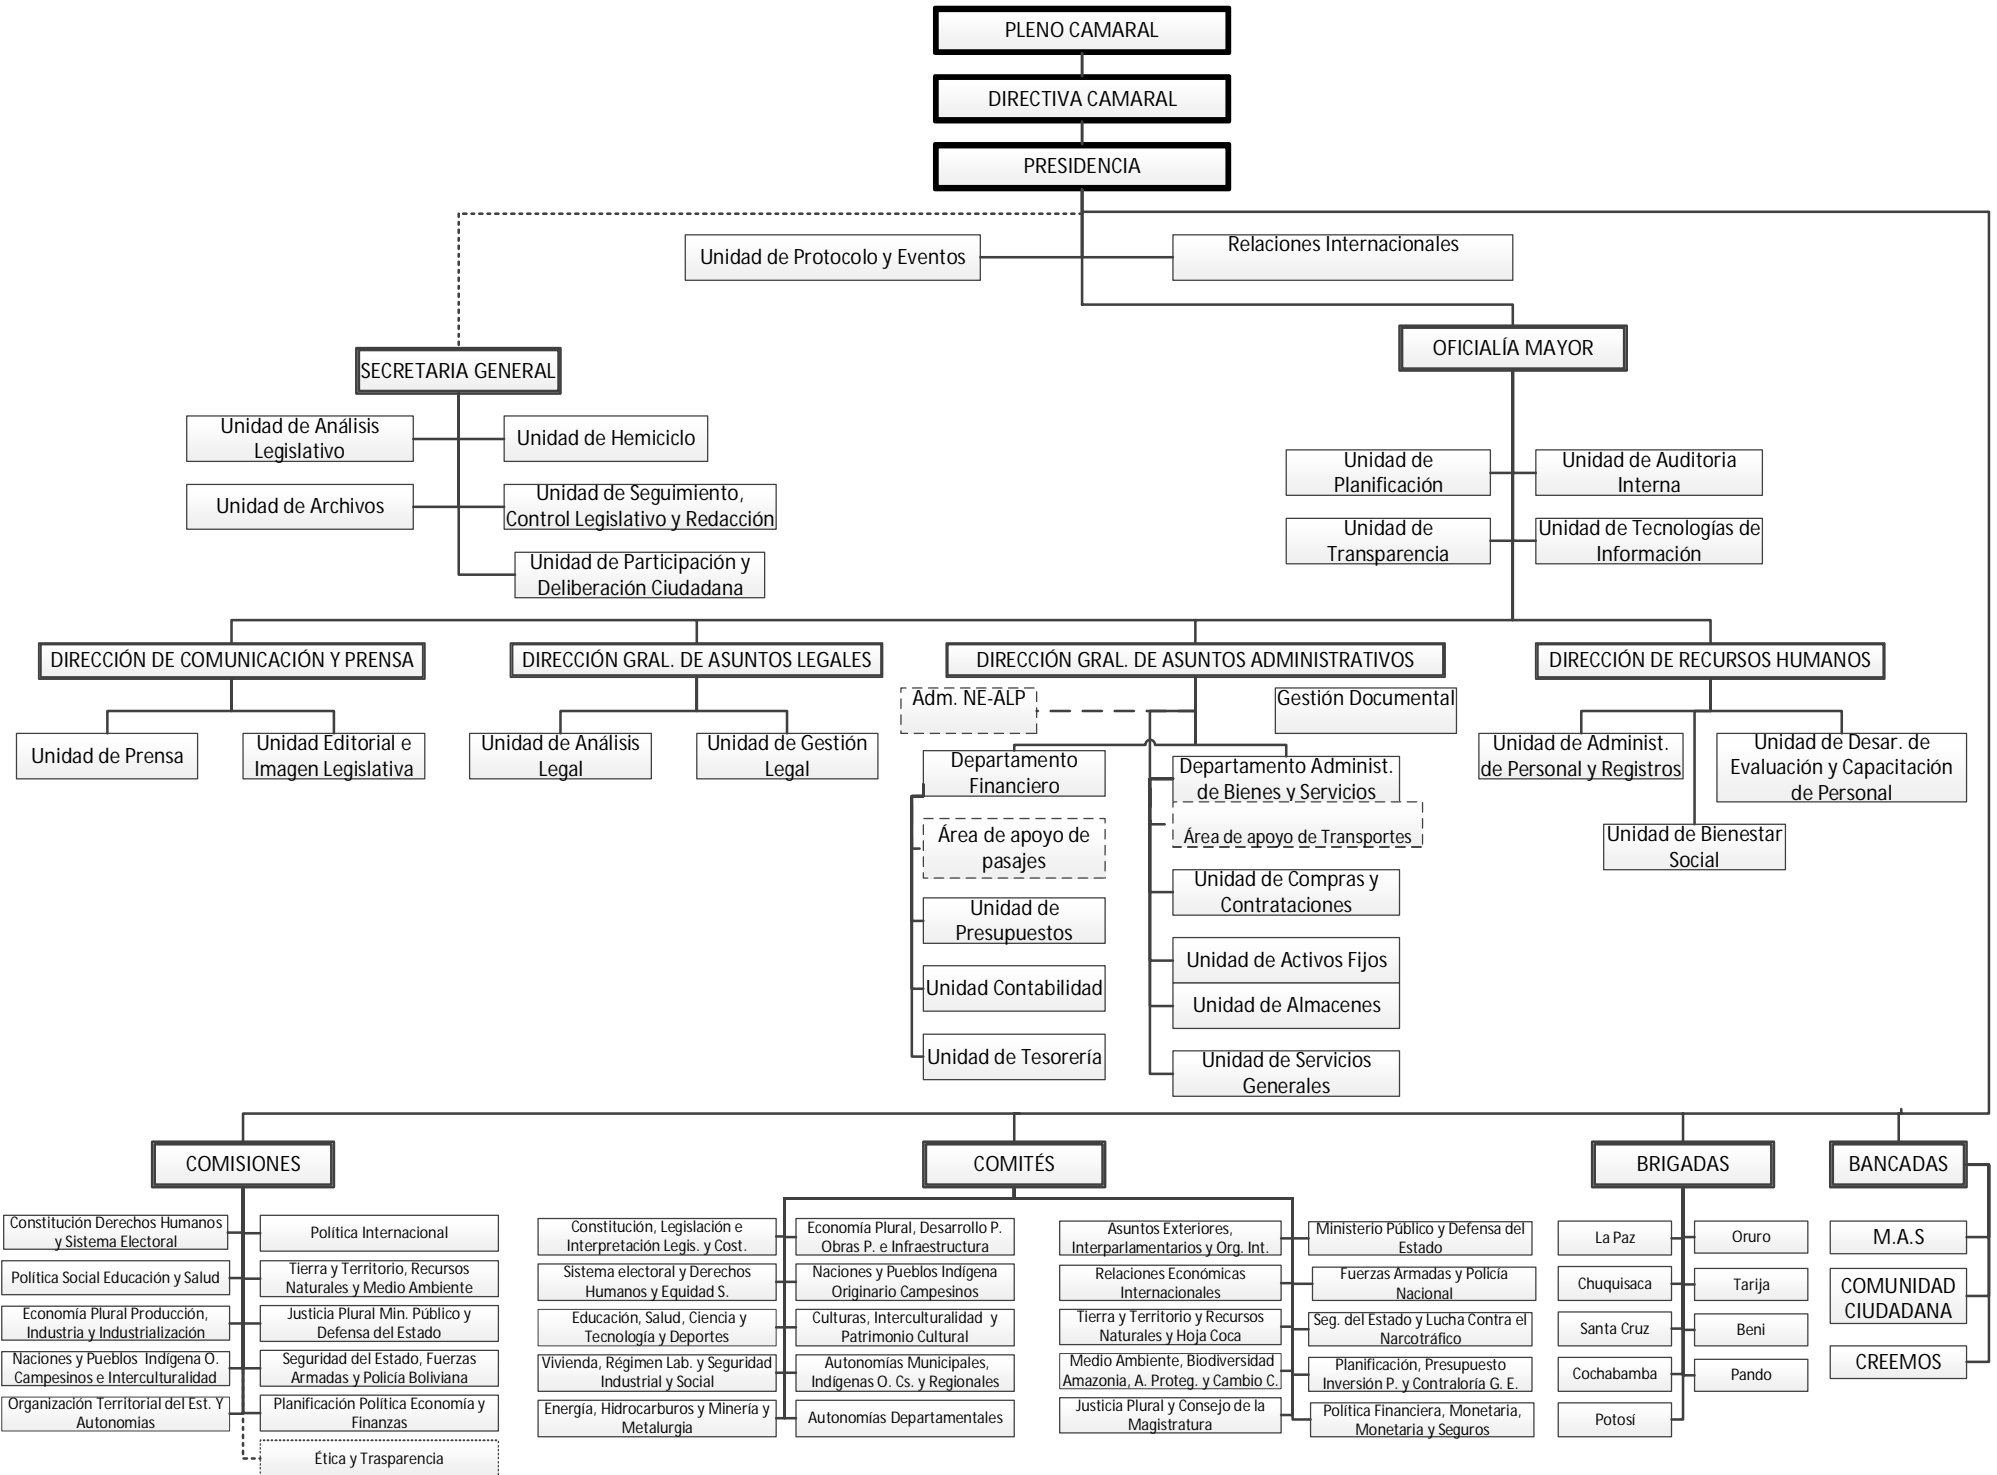 PLENO CAMARAL
DIRECTIVA CAMARAL
PRESIDENCIA
Unidad de Protocolo y Eventos
Relaciones Internacionales
SECRETARIA GENERAL
OFICIALÍA MAYOR
Unidad de Análisis
Legislativo
Unidad de Hemiciclo
Unidad de Archivos
Unidad de Seguimiento,
Control Legislativo y Redacción
Unidad de Participación y
Deliberación Ciudadana
Unidad de
Planificación
Unidad de Auditoria
Interna
Unidad de
Transparencia
Unidad de Tecnologías de
Información
DIRECCIÓN DE COMUNICACIÓN Y PRENSA
DIRECCIÓN GRAL. DE ASUNTOS LEGALES
DIRECCIÓN GRAL. DE ASUNTOS ADMINISTRATIVOS
DIRECCIÓN DE RECURSOS HUMANOS
Unidad de Prensa
Unidad Editorial e
Imagen Legislativa
Unidad de Análisis
Legal
Unidad de Gestión
Legal
Adm. NE-ALP
Gestión Documental
Departamento
Financiero
Área de apoyo de
pasajes
Unidad de
Presupuestos
Unidad Contabilidad
Unidad de Tesorería
Departamento Administ.
de Bienes y Servicios
Área de apoyo de Transportes
Unidad de Compras y
Contrataciones
Unidad de Activos Fijos
Unidad de Almacenes
Unidad de Servicios
Generales
Unidad de Administ.
de Personal y Registros
Unidad de Desar. de
Evaluación y Capacitación
de Personal
Unidad de Bienestar
Social
COMISIONES
Constitución Derechos Humanos
y Sistema Electoral
Política Internacional
Política Social Educación y Salud
Tierra y Territorio, Recursos
Naturales y Medio Ambiente
Economía Plural Producción,
Industria y Industrialización
Justicia Plural Min. Público y
Defensa del Estado
Naciones y Pueblos Indígena O.
Campesinos e Interculturalidad
Seguridad del Estado, Fuerzas
Armadas y Policía Boliviana
Organización Territorial del Est. Y
Autonomias
Planificación Política Economía y
Finanzas
Ética y Trasparencia
COMITÉS
Constitución, Legislación e
Interpretación Legis. y Cost.
Economía Plural, Desarrollo P.
Obras P. e Infraestructura
Sistema electoral y Derechos
Humanos y Equidad S.
Naciones y Pueblos Indígena
Originario Campesinos
Educación, Salud, Ciencia y
Tecnología y Deportes
Culturas, Interculturalidad y
Patrimonio Cultural
Vivienda, Régimen Lab. y Seguridad
Industrial y Social
Autonomías Municipales,
Indígenas O. Cs. y Regionales
Energía, Hidrocarburos y Minería y
Metalurgia
Autonomías Departamentales
Asuntos Exteriores,
Interparlamentarios y Org. Int.
Ministerio Público y Defensa del
Estado
Relaciones Económicas
Internacionales
Fuerzas Armadas y Policía
Nacional
Tierra y Territorio y Recursos
Naturales y Hoja Coca
Seg. del Estado y Lucha Contra el
Narcotráfico
Medio Ambiente, Biodiversidad
Amazonia, A. Proteg. y Cambio C.
Planificación, Presupuesto
Inversión P. y Contraloría G. E.
Justicia Plural y Consejo de la
Magistratura
Política Financiera, Monetaria,
Monetaria y Seguros
BRIGADAS
La Paz
Oruro
Chuquisaca
Tarija
Santa Cruz
Beni
Cochabamba
Pando
Potosí
BANCADAS
M.A.S
COMUNIDAD
CIUDADANA
CREEMOS